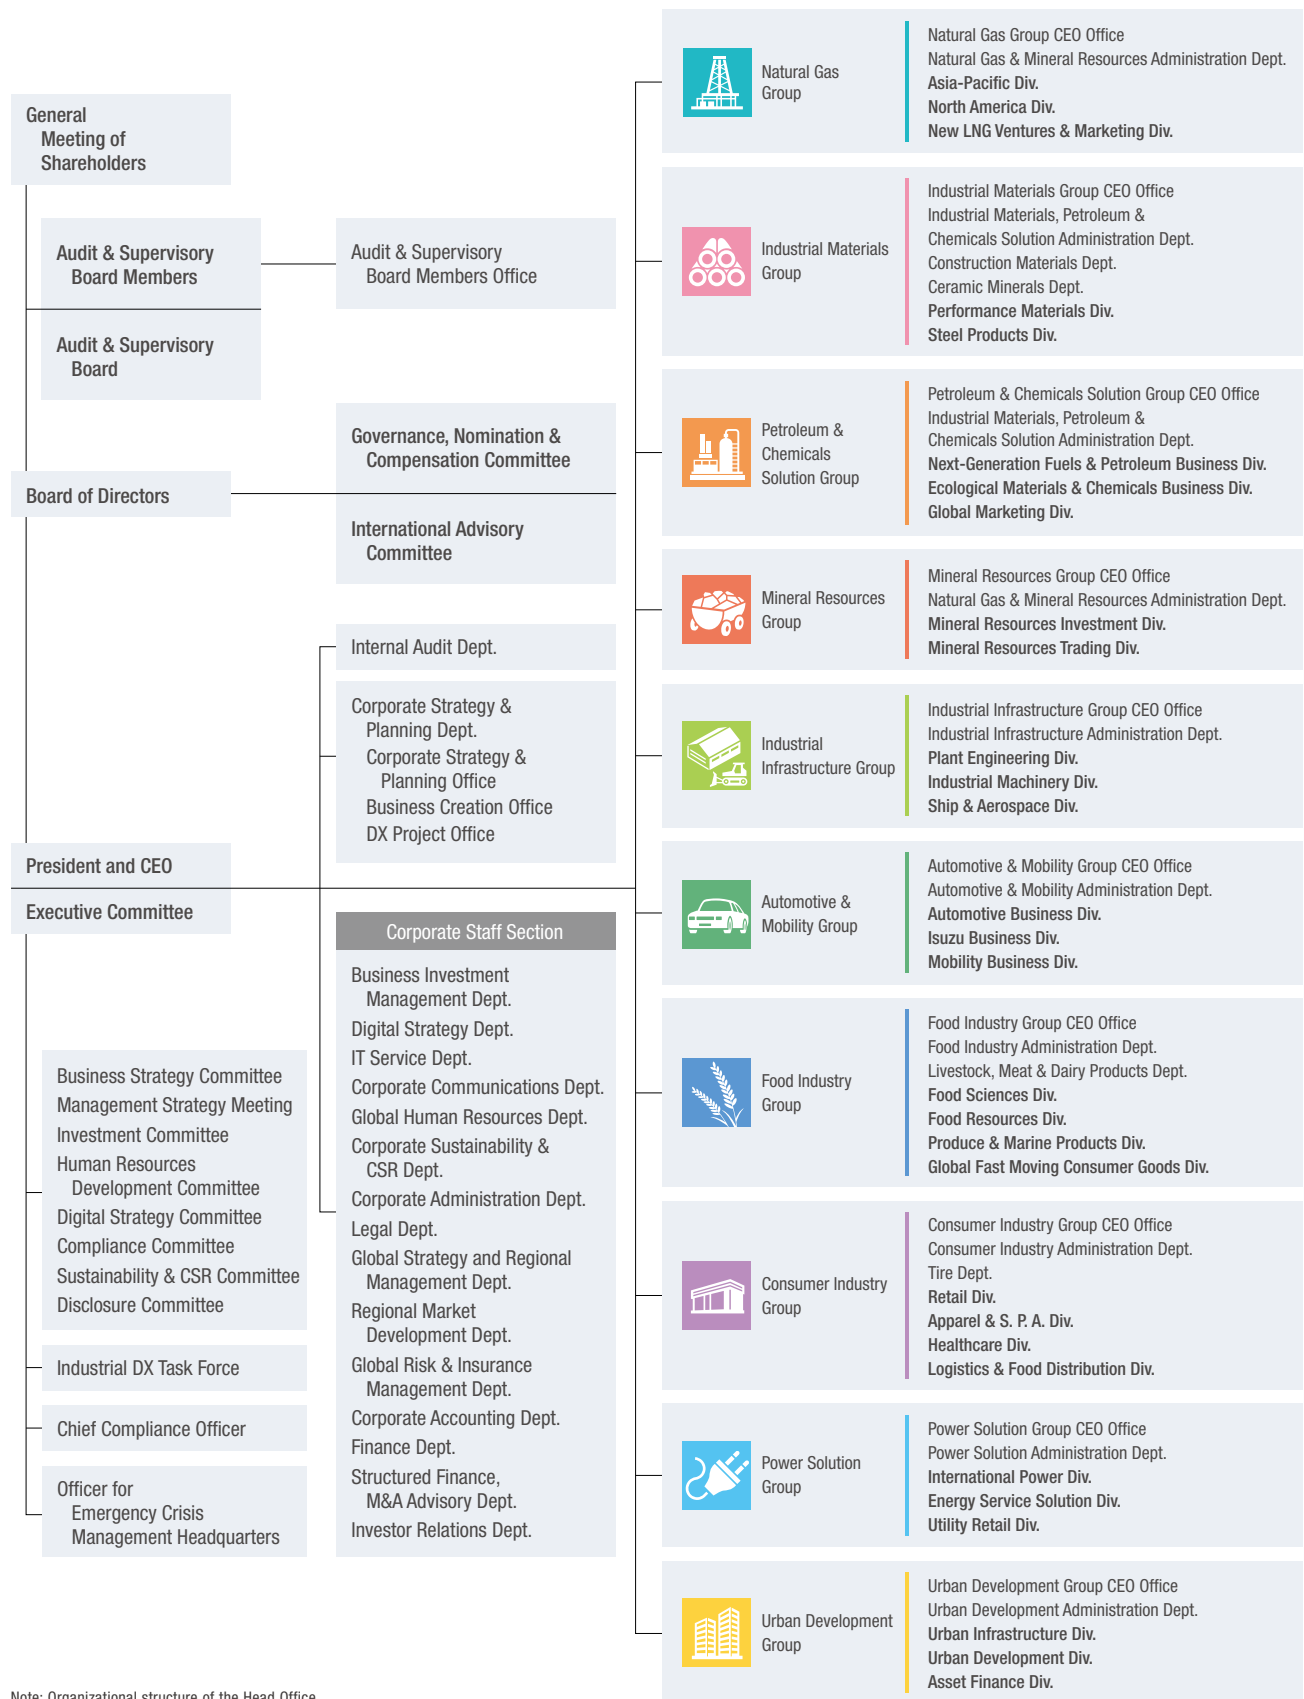 General
Meeting of
Shareholders
Audit & Supervisory
Board Members
Audit & Supervisory
Board Members Office
Audit & Supervisory
Board
Governance, Nomination &
Compensation Committee
Board of Directors
International Advisory
Committee
Internal Audit Dept.
Corporate Strategy &
Planning Dept.
Corporate Strategy &
Planning Office
Business Creation Office
DX Project Office
President and CEO
Executive Committee
Business Strategy Committee
Management Strategy Meeting
Investment Committee
Human Resources
Development Committee
Digital Strategy Committee
Compliance Committee
Sustainability & CSR Committee
Disclosure Committee
Industrial DX Task Force
Chief Compliance Officer
Officer for
Emergency Crisis
Management Headquarters
Corporate Staff Section
Business Investment
Management Dept.
Digital Strategy Dept.
IT Service Dept.
Corporate Communications Dept.
Global Human Resources Dept.
Corporate Sustainability &
CSR Dept.
Corporate Administration Dept.
Legal Dept.
Global Strategy and Regional
Management Dept.
Regional Market
Development Dept.
Global Risk & Insurance
Management Dept.
Corporate Accounting Dept.
Finance Dept.
Structured Finance,
M&A Advisory Dept.
Investor Relations Dept.
Natural Gas
Group
Natural Gas Group CEO Office
Natural Gas & Mineral Resources Administration Dept.
Asia-Pacific Div.
North America Div.
New LNG Ventures & Marketing Div.
Industrial Materials
Group
Industrial Materials Group CEO Office
Industrial Materials, Petroleum &
Chemicals Solution Administration Dept.
Construction Materials Dept.
Ceramic Minerals Dept.
Performance Materials Div.
Steel Products Div.
Petroleum &
Chemicals
Solution Group
Petroleum & Chemicals Solution Group CEO Office
Industrial Materials, Petroleum &
Chemicals Solution Administration Dept.
Next-Generation Fuels & Petroleum Business Div.
Ecological Materials & Chemicals Business Div.
Global Marketing Div.
Mineral Resources
Group
Mineral Resources Group CEO Office
Natural Gas & Mineral Resources Administration Dept.
Mineral Resources Investment Div.
Mineral Resources Trading Div.
Industrial
Infrastructure Group
Industrial Infrastructure Group CEO Office
Industrial Infrastructure Administration Dept.
Plant Engineering Div.
Industrial Machinery Div.
Ship & Aerospace Div.
Automotive &
Mobility Group
Automotive & Mobility Group CEO Office
Automotive & Mobility Administration Dept.
Automotive Business Div.
Isuzu Business Div.
Mobility Business Div.
Food Industry
Group
Food Industry Group CEO Office
Food Industry Administration Dept.
Livestock, Meat & Dairy Products Dept.
Food Sciences Div.
Food Resources Div.
Produce & Marine Products Div.
Global Fast Moving Consumer Goods Div.
Consumer Industry
Group
Consumer Industry Group CEO Office
Consumer Industry Administration Dept.
Tire Dept.
Retail Div.
Apparel & S. P. A. Div.
Healthcare Div.
Logistics & Food Distribution Div.
Power Solution
Group
Power Solution Group CEO Office
Power Solution Administration Dept.
International Power Div.
Energy Service Solution Div.
Utility Retail Div.
Urban Development
Group
Urban Development Group CEO Office
Urban Development Administration Dept.
Urban Infrastructure Div.
Urban Development Div.
Asset Finance Div.
Note: Organizational structure of the Head Office